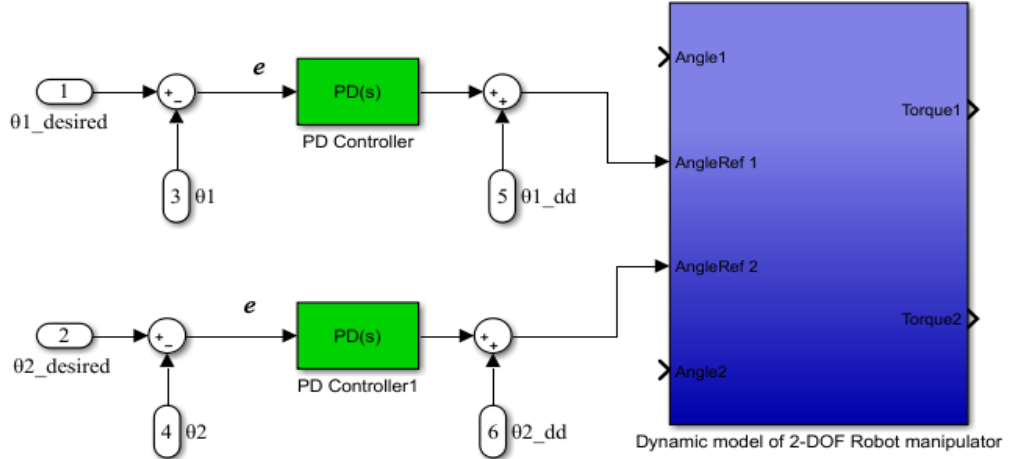 1
θ1_desired
+
−
3
θ1
e
PD(s)
PD Controller
+
+
5
θ1_dd
2
θ2_desired
+
−
4
θ2
e
PD(s)
PD Controller1
+
+
6
θ2_dd
Angle1
AngleRef 1
AngleRef 2
Angle2
Torque1
Torque2
Dynamic model of 2-DOF Robot manipulator